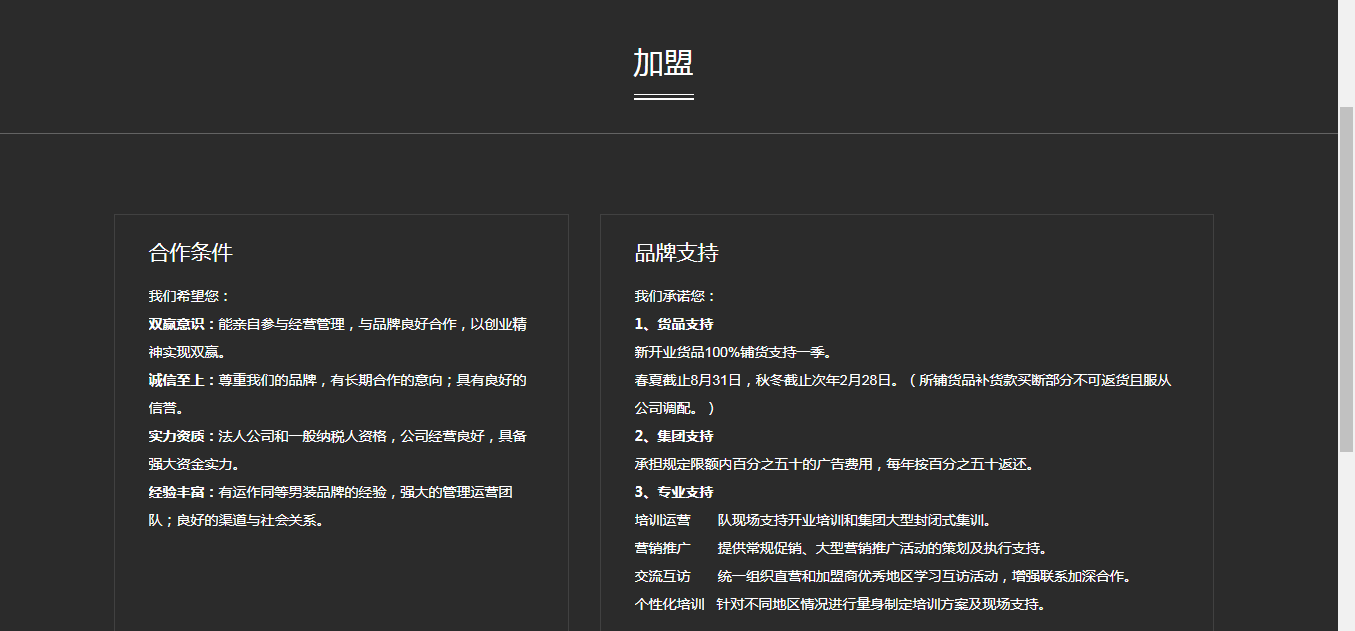 加盟
合作条件
我们希望您：
双赢意识：能亲自参与经营管理，与品牌良好合作，以创业精
神实现双赢。
诚信至上：尊重我们的品牌，有长期合作的意向；具有良好的
信誉。
实力资质：法人公司和一般纳税人资格，公司经营良好，具备
强大资金实力。
经验丰富：有运作同等男装品牌的经验，强大的管理运营团
队；良好的渠道与社会关系。
品牌支持
我们承诺您：
1、货品支持
新开业货品100%铺货支持一季。
春夏截止8月31日，秋冬截止次年2月28日。（所铺货品补货款买断部分不可返货且服从
公司调配。）
2、集团支持
承担规定限额内百分之五十的广告费用，每年按百分之五十返还。
3、专业支持
培训运营　　队现场支持开业培训和集团大型封闭式集训。
营销推广　　提供常规促销、大型营销推广活动的策划及执行支持。
交流互访　　统一组织直营和加盟商优秀地区学习互访活动，增强联系加深合作。
个性化培训　针对不同地区情况进行量身制定培训方案及现场支持。